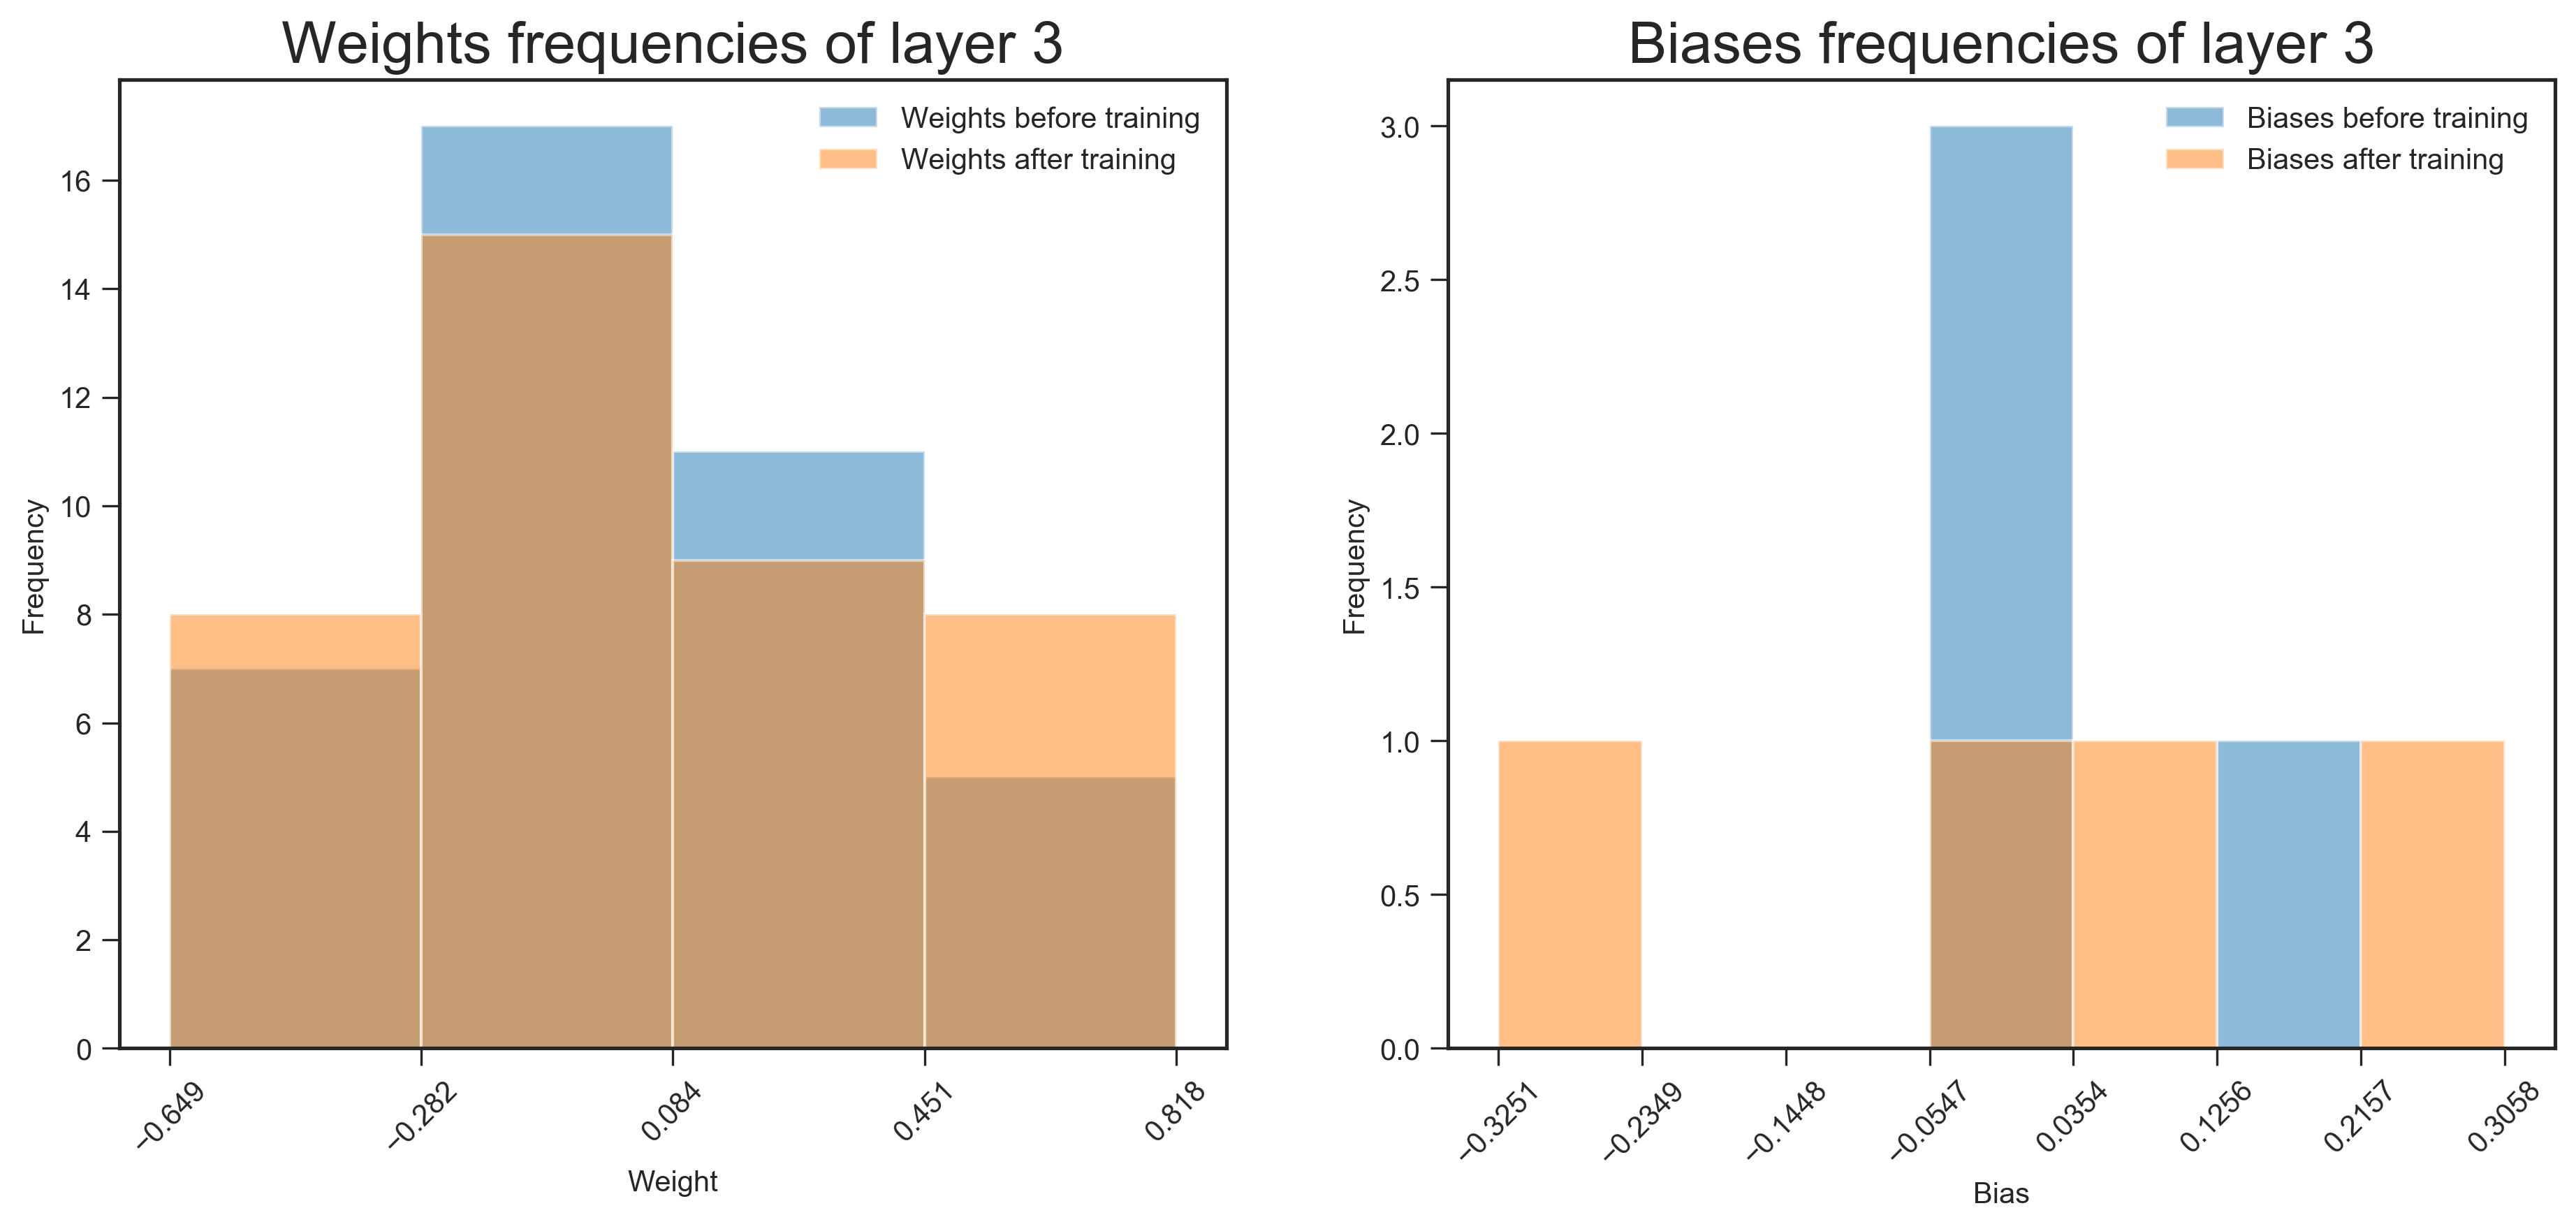 Weights frequencies of layer 3
Weights before training
Weights after training
16
14
12
10
8
6
4
2
0
Frequency
−0.649
−0.282
0.084
0.451
0.818
Weight
Biases frequencies of layer 3
Biases before training
Biases after training
3.0
2.5
2.0
1.5
1.0
0.5
0.0
Frequency
−0.3251
−0.2349
−0.1448
−0.0547
0.0354
0.1256
0.2157
0.3058
Bias